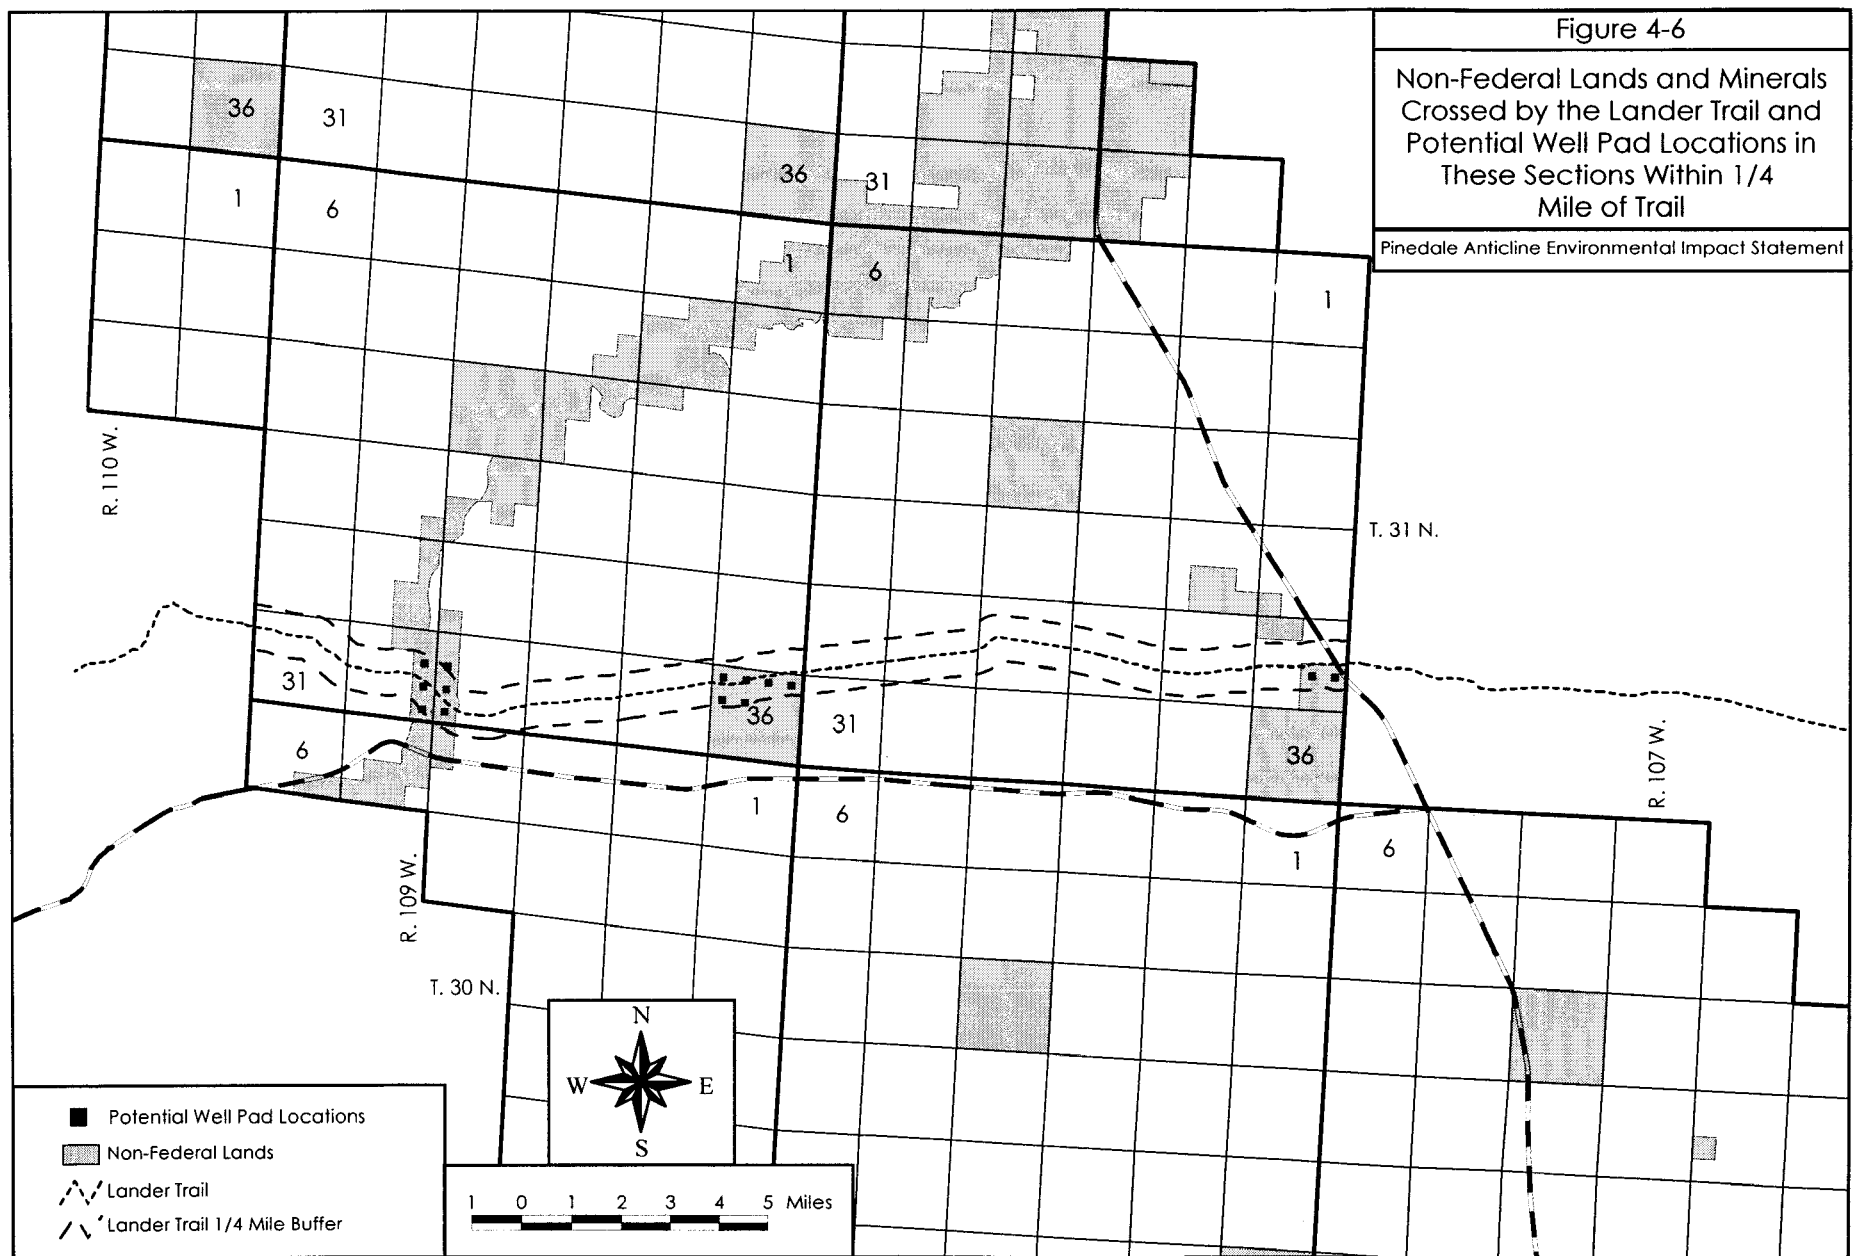 Figure 4-6
Non-Federal Lands and Minerals
Crossed by the Lander Trail and
Potential Well Pad Locations in
These Sections Within 1/4
Mile of Trail
Pinedale Anticline Environmental Impact Statement
36
31
36
31
1
6
1
6
1
R. 110 W.
T. 31 N.
31
36
31
36
6
1
6
1
6
R. 107 W.
R. 109 W.
T. 30 N.
N
W
E
S
Potential Well Pad Locations
Non-Federal Lands
Lander Trail
Lander Trail 1/4 Mile Buffer
1 0 1 2 3 4 5 Miles